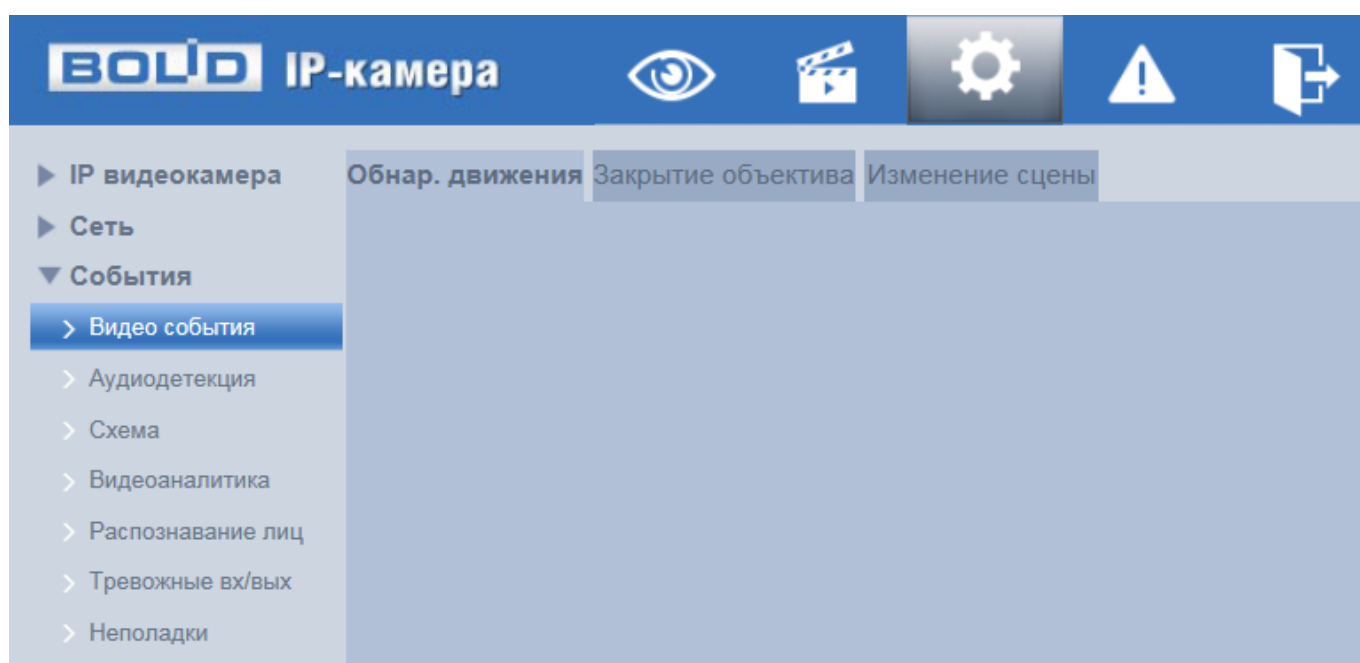 BOLID IP-камера
IP видеокамера
Сеть
События
Видео события
Аудиодетекция
Схема
Видеоаналитика
Распознавание лиц
Тревожные вх/вых
Неполадки
Обнар. движения Закрытие объектива Изменение сцены